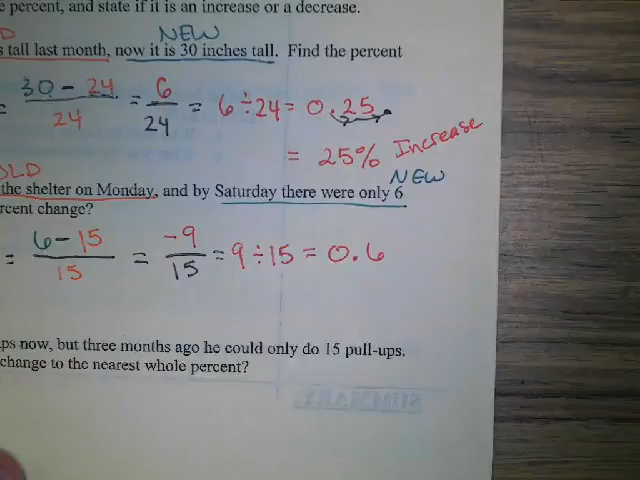 e percent, and state if it is an increase or a decrease.
D NEW
s tall last month, now it is 30 inches tall. Find the percent
= 30 - 24 / 24 = 6 / 24 = 6 ÷ 24 = 0.25
= 25% Increase
OLD NEW
the shelter on Monday, and by Saturday there were only 6
rcent change?
= 6 - 15 / 15 = -9 / 15 = 9 ÷ 15 = 0.6
ps now, but three months ago he could only do 15 pull-ups.
change to the nearest whole percent?
SUMMARY